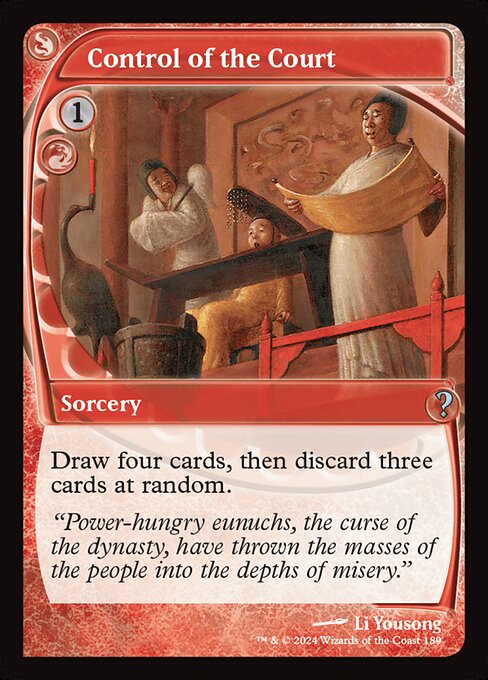 Control of the Court
1
Sorcery
?
Draw four cards, then discard three
cards at random.
“Power-hungry eunuchs, the curse of
the dynasty, have thrown the masses of
the people into the depths of misery.”
Li Yousong
™ & © 2024 Wizards of the Coast 189